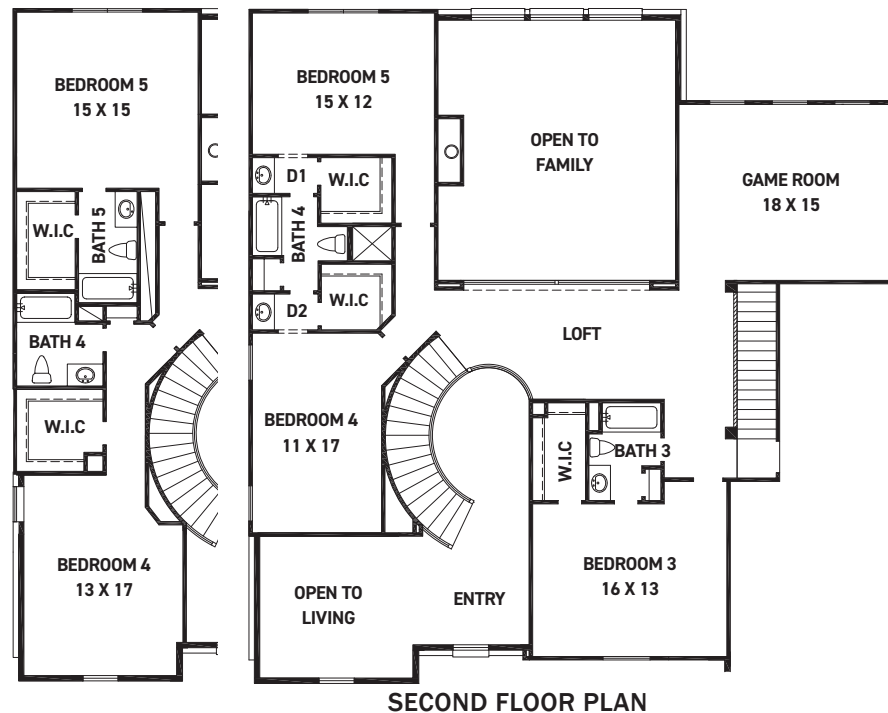 BEDROOM 5
15 X 15
W.I.C
BATH 5
BATH 4
W.I.C
BEDROOM 4
13 X 17
BEDROOM 5
15 X 12
D1
W.I.C
BATH 4
W.I.C
D2
OPEN TO
FAMILY
GAME ROOM
18 X 15
LOFT
BEDROOM 4
11 X 17
W.I.C
BATH 3
BEDROOM 3
16 X 13
OPEN TO
LIVING
ENTRY
SECOND FLOOR PLAN